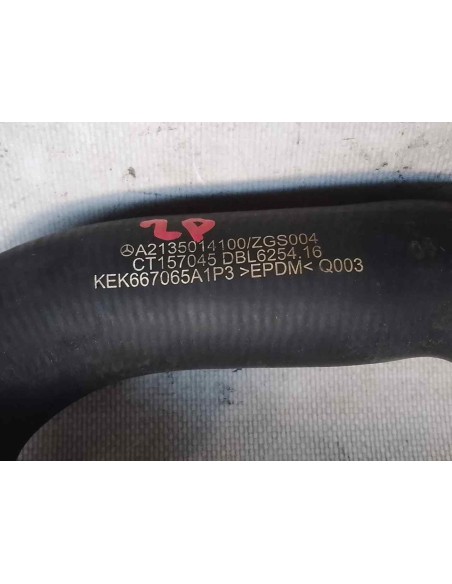 ZP
A2135014100/ZGS004
CT157045 DBL6254.16
KEK667065A1P3 >EPDM< Q003